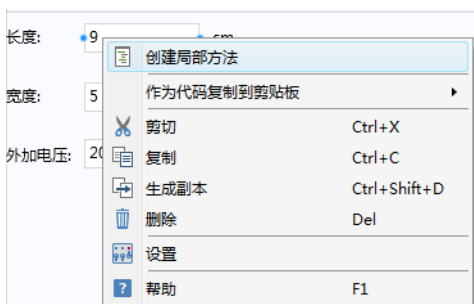 长度: 9 cm
创建局部方法
作为代码复制到剪贴板
宽度: 5
剪切 Ctrl+X
外加电压: 20
复制 Ctrl+C
生成副本 Ctrl+Shift+D
删除 Del
设置
帮助 F1